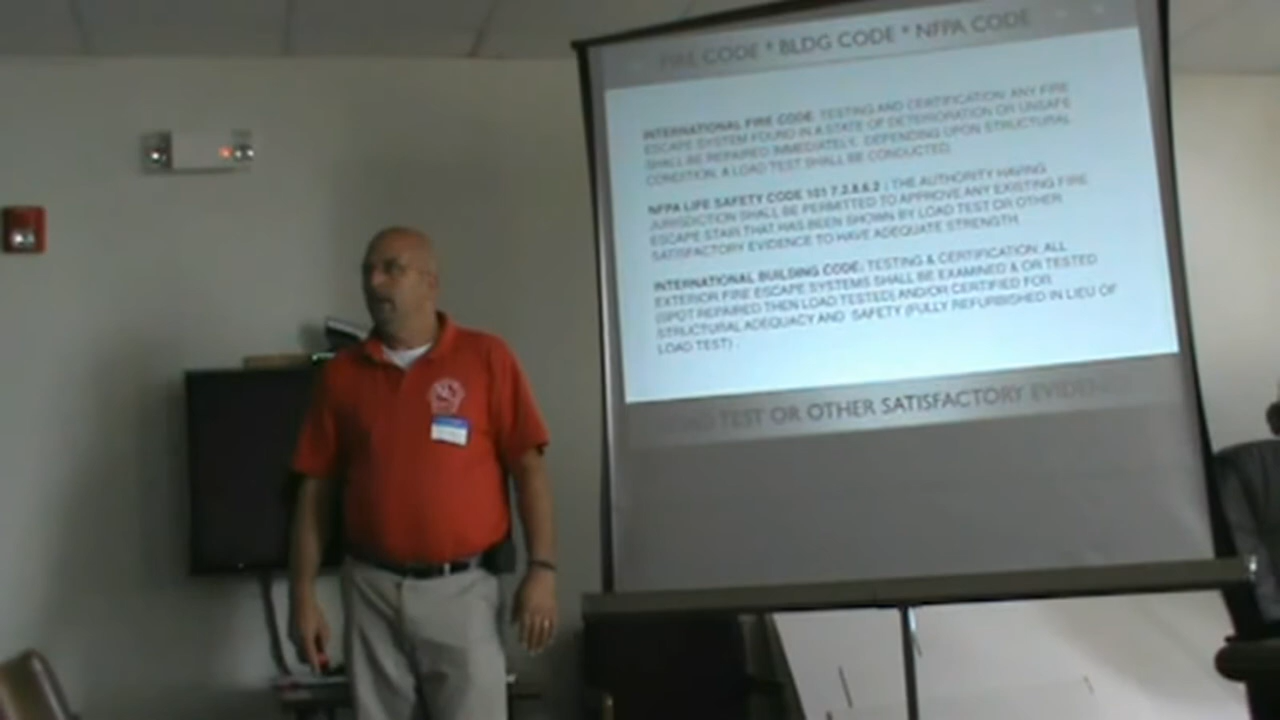 FIRE CODE * BLDG CODE * NFPA CODE
INTERNATIONAL FIRE CODE: TESTING AND CERTIFICATION: ANY FIRE
ESCAPE SYSTEM FOUND IN A STATE OF DETERIORATION OR UNSAFE
SHALL BE REPAIRED IMMEDIATELY. DEPENDING UPON STRUCTURAL
CONDITION, A LOAD TEST SHALL BE CONDUCTED.
NFPA LIFE SAFETY CODE 101 7.2.8.6.2 : THE AUTHORITY HAVING
JURISDICTION SHALL BE PERMITTED TO APPROVE ANY EXISTING FIRE
ESCAPE STAIR THAT HAS BEEN SHOWN BY LOAD TEST OR OTHER
SATISFACTORY EVIDENCE TO HAVE ADEQUATE STRENGTH.
INTERNATIONAL BUILDING CODE: TESTING & CERTIFICATION: ALL
EXTERIOR FIRE ESCAPE SYSTEMS SHALL BE EXAMINED & OR TESTED
(SPOT REPAIRED THEN LOAD TESTED) AND/OR CERTIFIED FOR
STRUCTURAL ADEQUACY AND SAFETY (FULLY REFURBISHED IN LIEU OF
LOAD TEST) .
LOAD TEST OR OTHER SATISFACTORY EVIDENCE